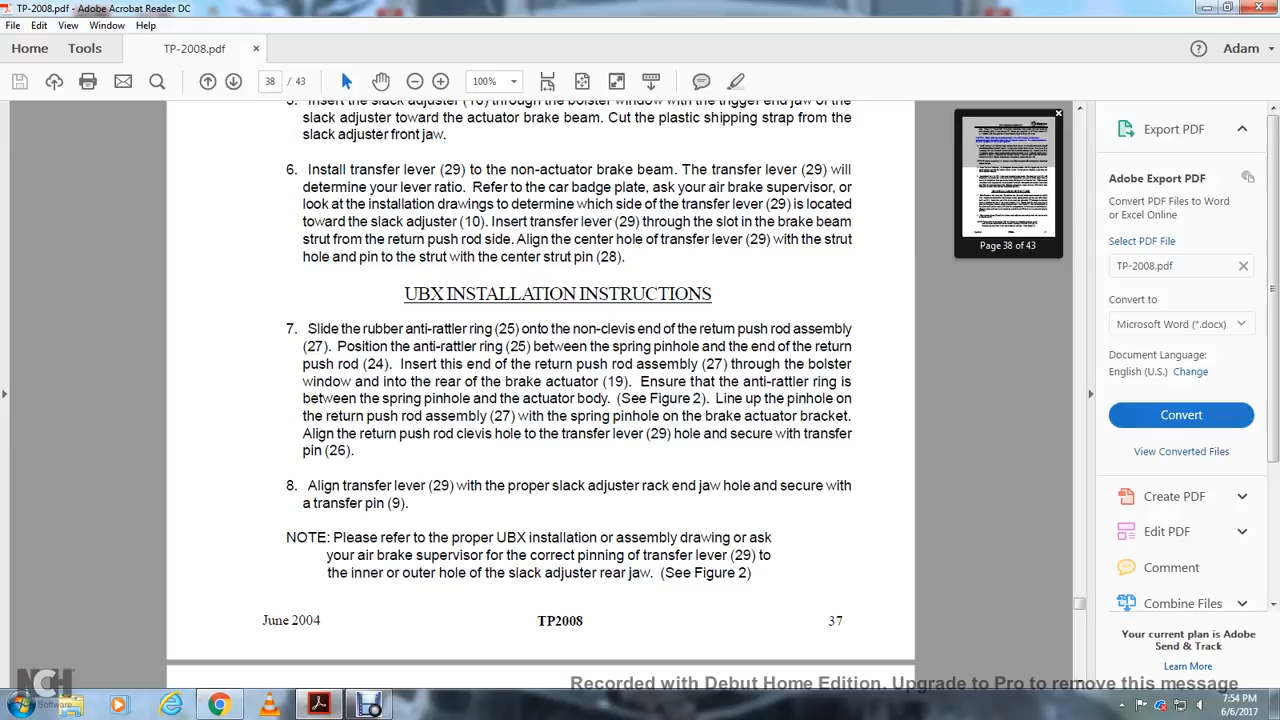 TP-2008.pdf - Adobe Acrobat Reader DC
File Edit View Window Help
Home Tools TP-2008.pdf × Adam
38 / 43 100%
5. Insert the slack adjuster (10) through the bolster window with the trigger end jaw of the
slack adjuster toward the actuator brake beam. Cut the plastic shipping strap from the
slack adjuster front jaw.
6. Install transfer lever (29) to the non-actuator brake beam. The transfer lever (29) will
determine your lever ratio. Refer to the car badge plate, ask your air brake supervisor, or
look at the installation drawings to determine which side of the transfer lever (29) is located
toward the slack adjuster (10). Insert transfer lever (29) through the slot in the brake beam
strut from the return push rod side. Align the center hole of transfer lever (29) with the strut
hole and pin to the strut with the center strut pin (28).
UBX INSTALLATION INSTRUCTIONS
7. Slide the rubber anti-rattler ring (25) onto the non-clevis end of the return push rod assembly
(27). Position the anti-rattler ring (25) between the spring pinhole and the end of the return
push rod (24). Insert this end of the return push rod assembly (27) through the bolster
window and into the rear of the brake actuator (19). Ensure that the anti-rattler ring is
between the spring pinhole and the actuator body. (See Figure 2). Line up the pinhole on
the return push rod assembly (27) with the spring pinhole on the brake actuator bracket.
Align the return push rod clevis hole to the transfer lever (29) hole and secure with transfer
pin (26).
8. Align transfer lever (29) with the proper slack adjuster rack end jaw hole and secure with
a transfer pin (9).
NOTE: Please refer to the proper UBX installation or assembly drawing or ask
your air brake supervisor for the correct pinning of transfer lever (29) to
the inner or outer hole of the slack adjuster rear jaw. (See Figure 2)
June 2004 TP2008 37
Page 38 of 43
Export PDF
Adobe Export PDF
Convert PDF Files to Word
or Excel Online
Select PDF File
TP-2008.pdf
Convert to
Microsoft Word (*.docx)
Document Language:
English (U.S.) Change
Convert
View Converted Files
Create PDF
Edit PDF
Comment
Combine Files
Your current plan is Adobe
Send & Track
Learn More
NCH
Software
Recorded with Debut Home Edition, Upgrade to Pro to remove this message
7:54 PM
6/6/2017